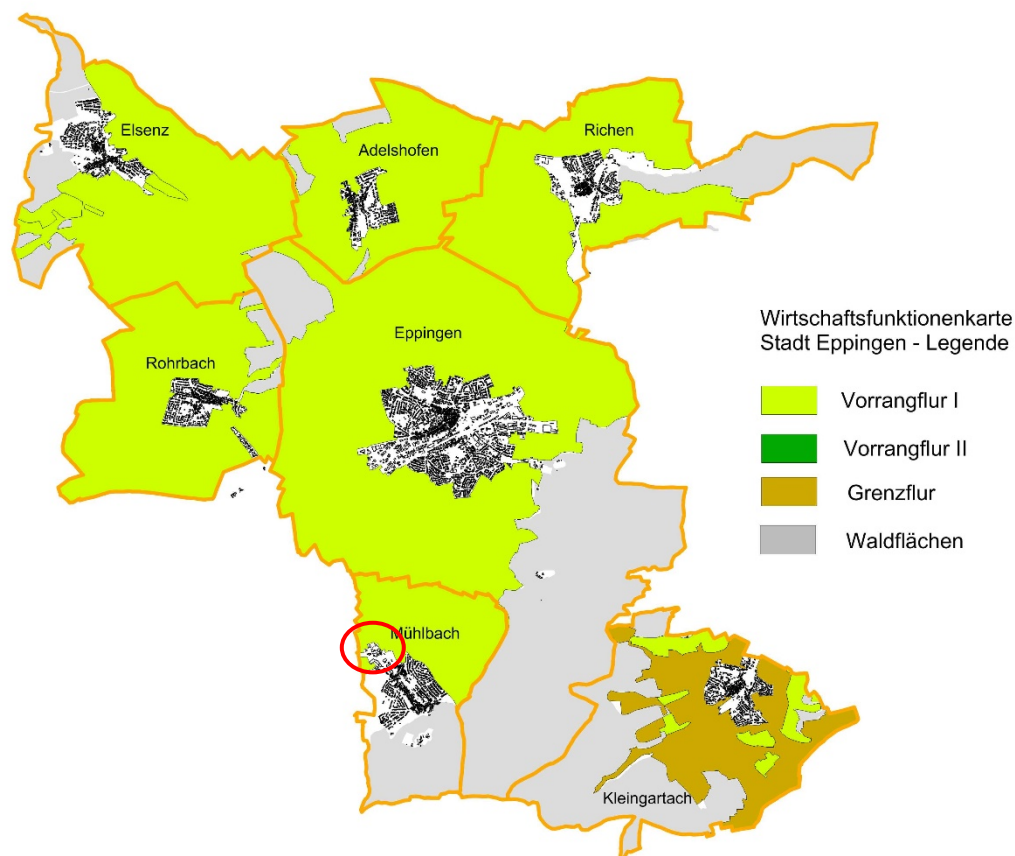 Elsenz
Adelshofen
Richen
Eppingen
Rohrbach
Mühlbach
Kleingartach
Wirtschaftsfunktionenkarte
Stadt Eppingen - Legende
Vorrangflur I
Vorrangflur II
Grenzflur
Waldflächen